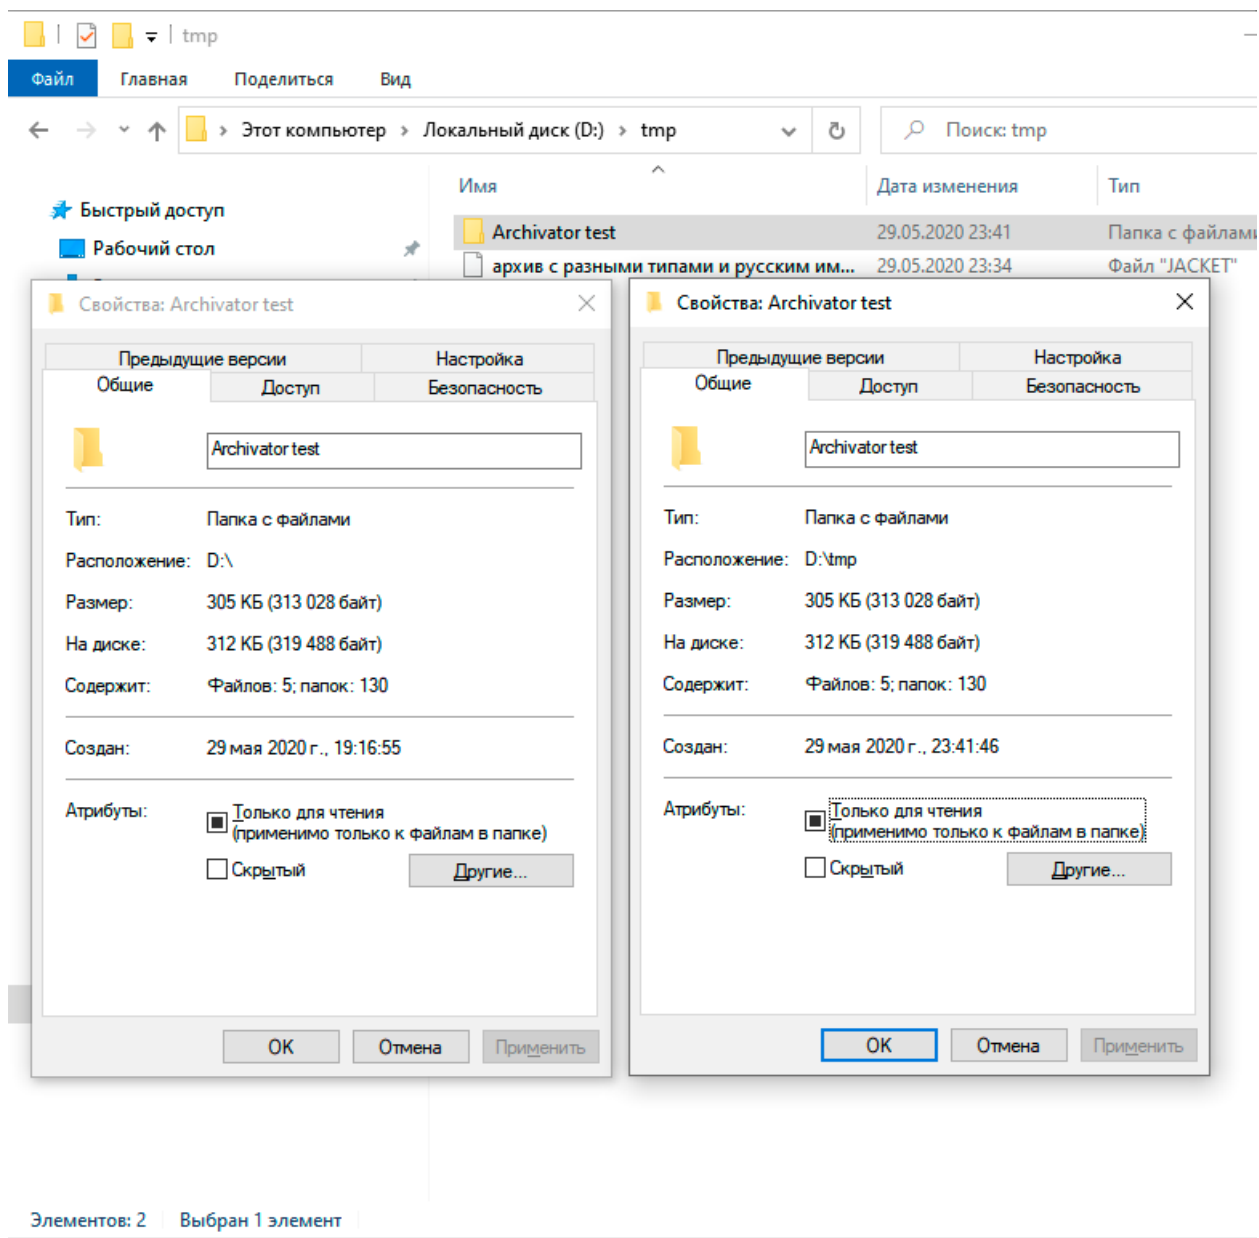 tmp
Файл Главная Поделиться Вид
Этот компьютер › Локальный диск (D:) › tmp
Поиск: tmp
Имя Дата изменения Тип
Быстрый доступ
Рабочий стол
Archivator test 29.05.2020 23:41 Папка с файлами
архив с разными типами и русским им... 29.05.2020 23:34 Файл "JACKET"
Свойства: Archivator test
Предыдущие версии Настройка
Общие Доступ Безопасность
Archivator test
Тип: Папка с файлами
Расположение: D:\
Размер: 305 КБ (313 028 байт)
На диске: 312 КБ (319 488 байт)
Содержит: Файлов: 5; папок: 130
Создан: 29 мая 2020 г., 19:16:55
Атрибуты: Только для чтения
(применимо только к файлам в папке)
Скрытый Другие...
ОК Отмена Применить
Свойства: Archivator test
Предыдущие версии Настройка
Общие Доступ Безопасность
Archivator test
Тип: Папка с файлами
Расположение: D:\tmp
Размер: 305 КБ (313 028 байт)
На диске: 312 КБ (319 488 байт)
Содержит: Файлов: 5; папок: 130
Создан: 29 мая 2020 г., 23:41:46
Атрибуты: Только для чтения
(применимо только к файлам в папке)
Скрытый Другие...
ОК Отмена Применить
Элементов: 2 Выбран 1 элемент